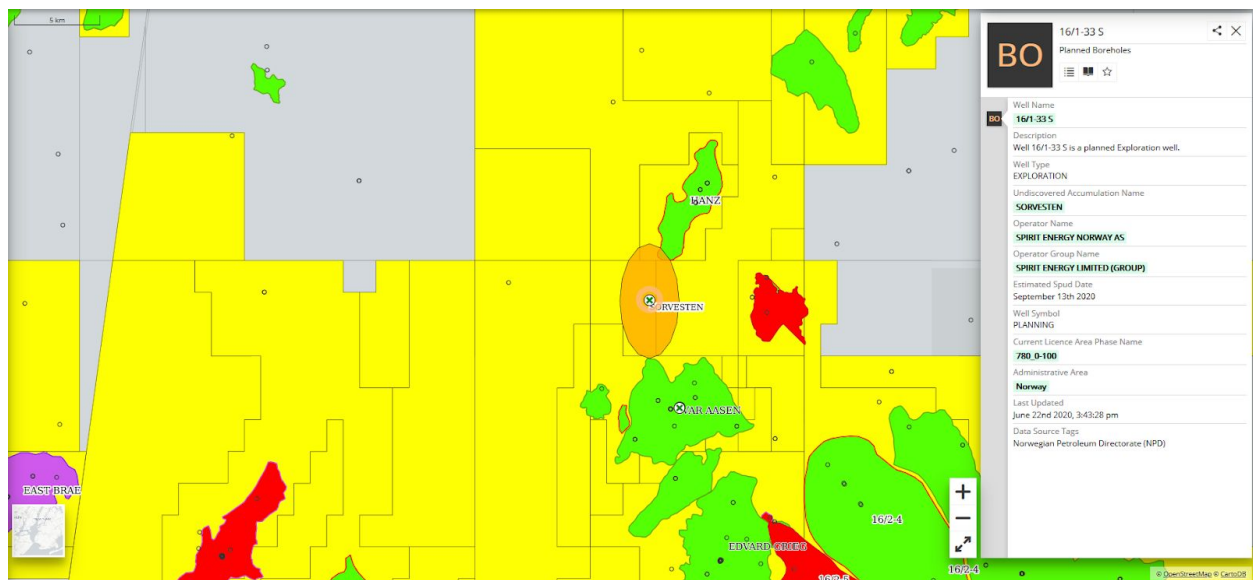 5 km
HANZ
SORVESTEN
IVAR AASEN
EAST BRAE
16/2-4
EDVARD GRIEG
16/2-5
16/2-4
BO
16/1-33 S
Planned Boreholes
BO
Well Name
16/1-33 S
Description
Well 16/1-33 S is a planned Exploration well.
Well Type
EXPLORATION
Undiscovered Accumulation Name
SORVESTEN
Operator Name
SPIRIT ENERGY NORWAY AS
Operator Group Name
SPIRIT ENERGY LIMITED (GROUP)
Estimated Spud Date
September 13th 2020
Well Symbol
PLANNING
Current Licence Area Phase Name
780_0-100
Administrative Area
Norway
Last Updated
June 22nd 2020, 3:43:28 pm
Data Source Tags
Norwegian Petroleum Directorate (NPD)
© OpenStreetMap © CartoDB